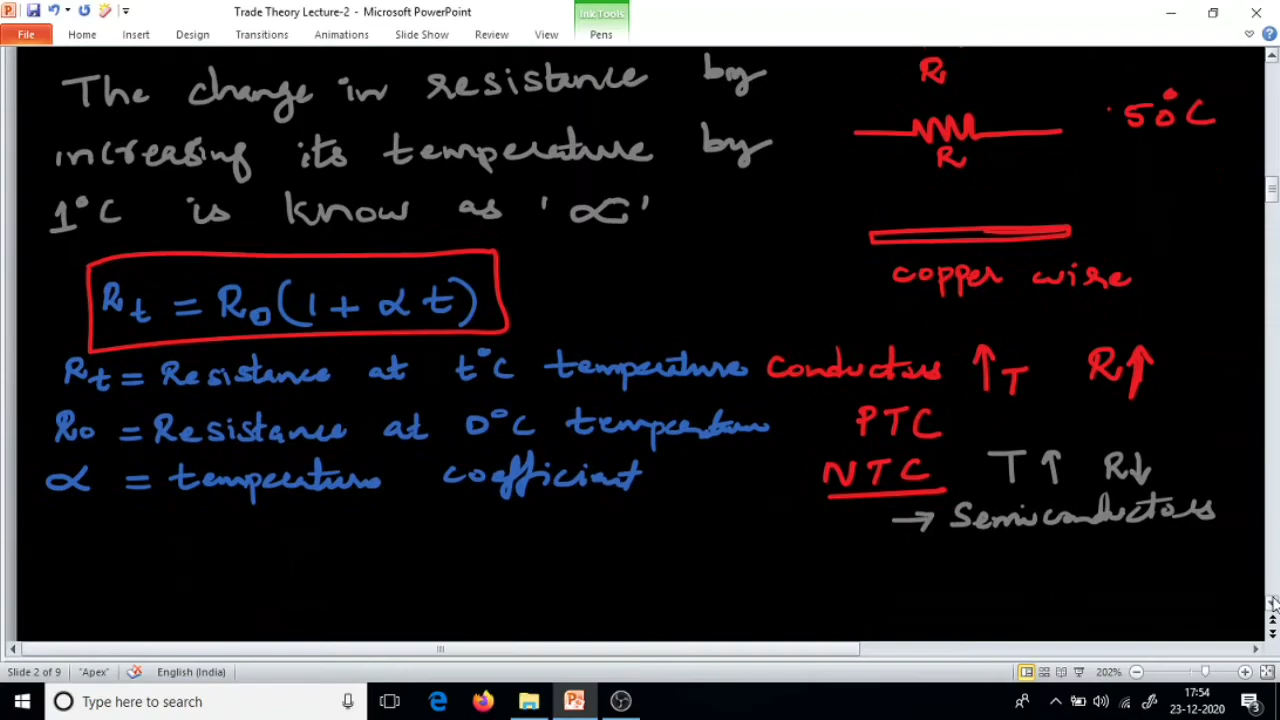 Trade Theory Lecture-2 - Microsoft PowerPoint
Ink Tools
File Home Insert Design Transitions Animations Slide Show Review View Pens
The change in resistance by
increasing its temperature by
1°C is know as 'α'
Rt = R0(1 + αt)
Rt = Resistance at t°C temperature
R0 = Resistance at 0°C temperature
α = temperature coefficient
R
50°C
R
copper wire
Conductors ↑T R↑
PTC
NTC T↑ R↓
→ Semiconductors
Slide 2 of 9 "Apex" English (India) 202%
Type here to search
17:54
23-12-2020
3